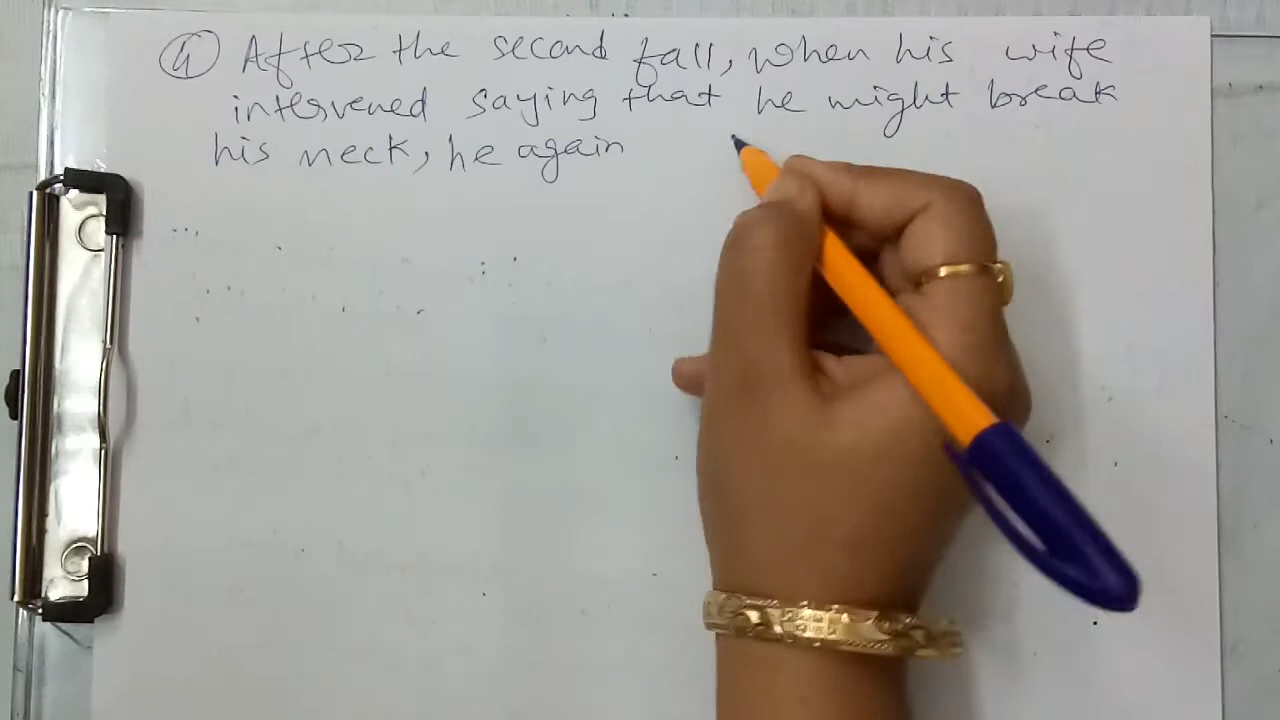 ④ After the second fall, when his wife
intervened saying that he might break
his neck, he again